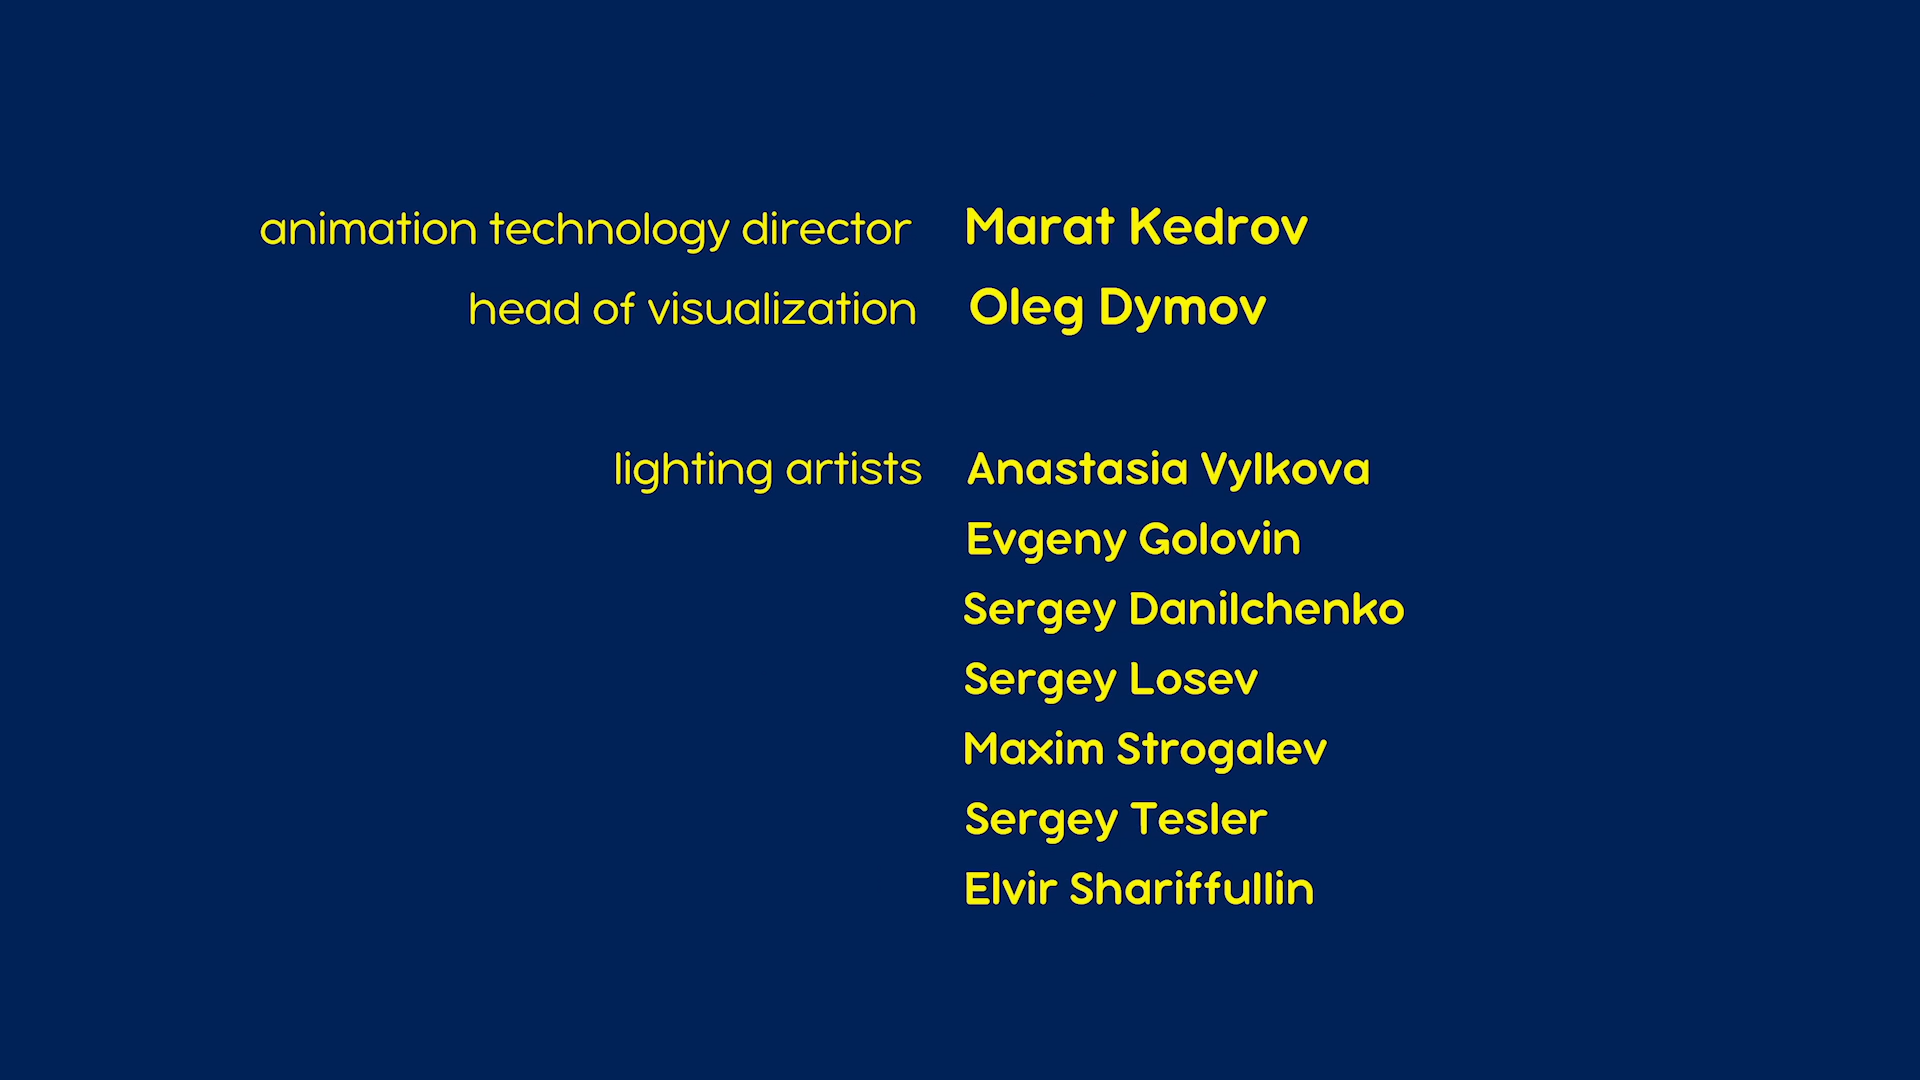 animation technology director Marat Kedrov
head of visualization Oleg Dymov
lighting artists Anastasia Vylkova
Evgeny Golovin
Sergey Danilchenko
Sergey Losev
Maxim Strogalev
Sergey Tesler
Elvir Shariffullin